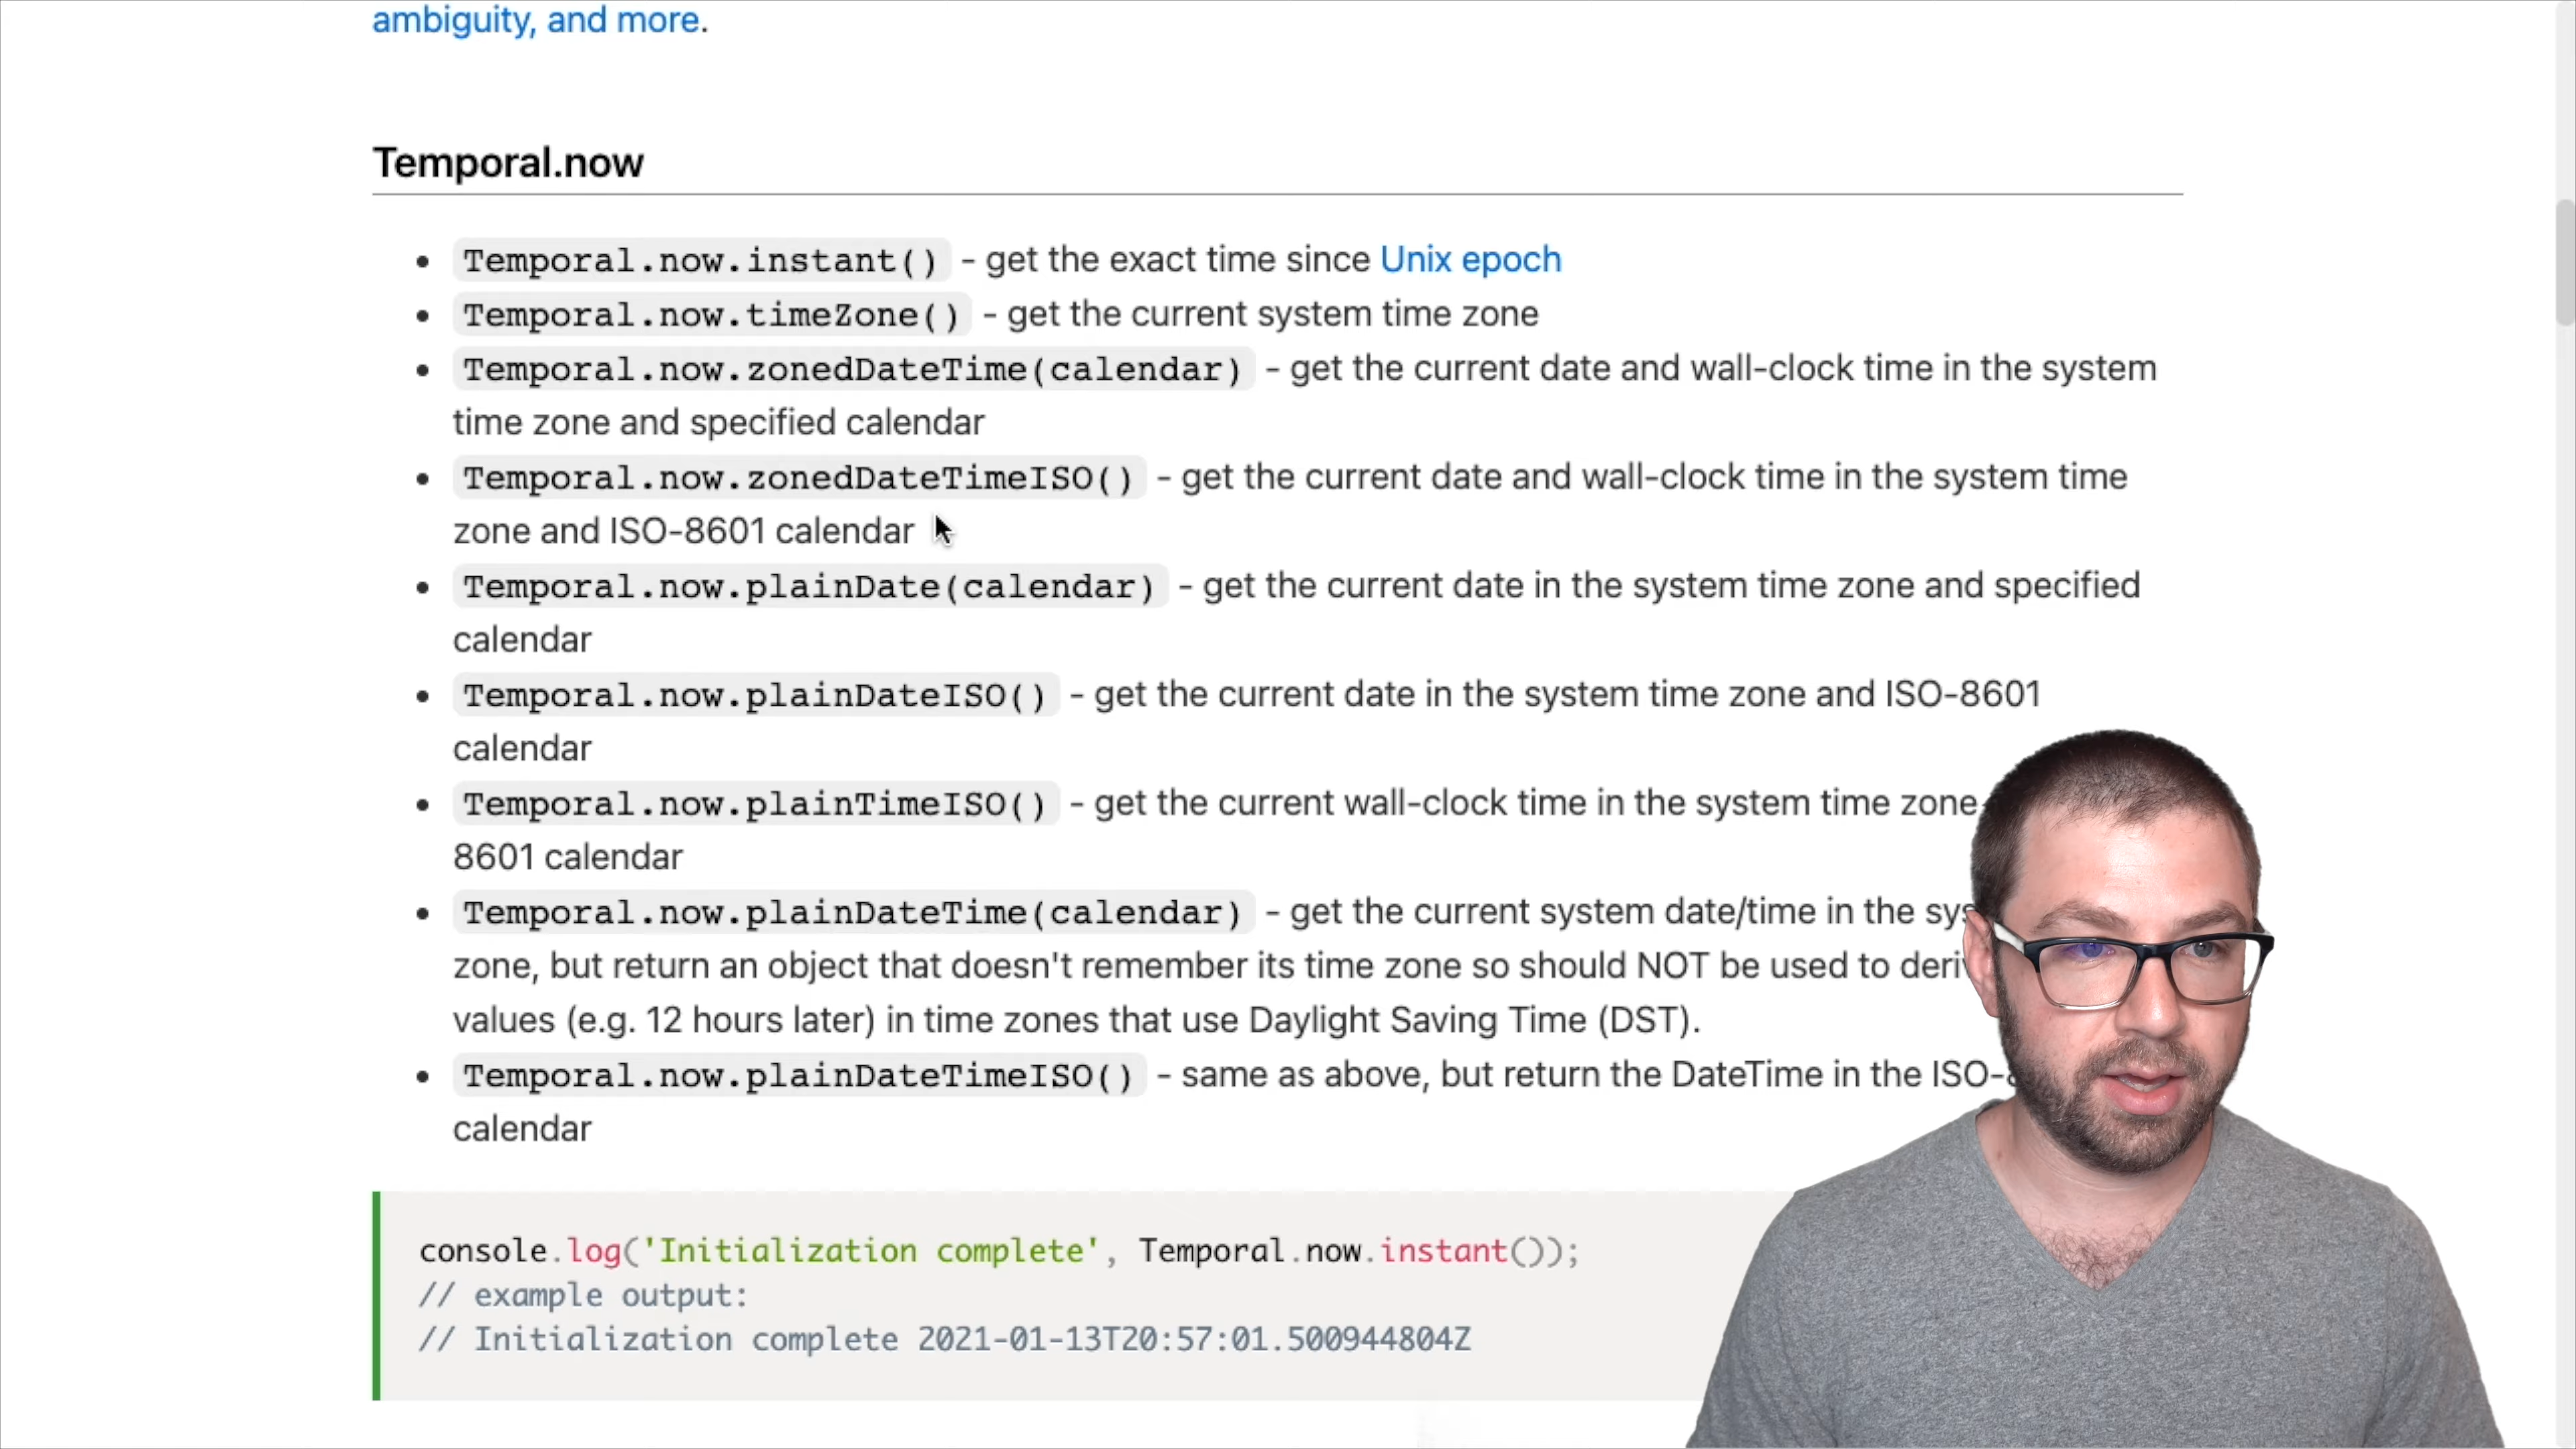 ambiguity, and more.
Temporal.now
Temporal.now.instant() - get the exact time since Unix epoch
Temporal.now.timeZone() - get the current system time zone
Temporal.now.zonedDateTime(calendar) - get the current date and wall-clock time in the system
time zone and specified calendar
Temporal.now.zonedDateTimeISO() - get the current date and wall-clock time in the system time
zone and ISO-8601 calendar
Temporal.now.plainDate(calendar) - get the current date in the system time zone and specified
calendar
Temporal.now.plainDateISO() - get the current date in the system time zone and ISO-8601
calendar
Temporal.now.plainTimeISO() - get the current wall-clock time in the system time zone
8601 calendar
Temporal.now.plainDateTime(calendar) - get the current system date/time in the
zone, but return an object that doesn't remember its time zone so should NOT be used to
values (e.g. 12 hours later) in time zones that use Daylight Saving Time (DST).
Temporal.now.plainDateTimeISO() - same as above, but return the DateTime in the ISO-
calendar
console.log('Initialization complete', Temporal.now.instant());
// example output:
// Initialization complete 2021-01-13T20:57:01.500944804Z